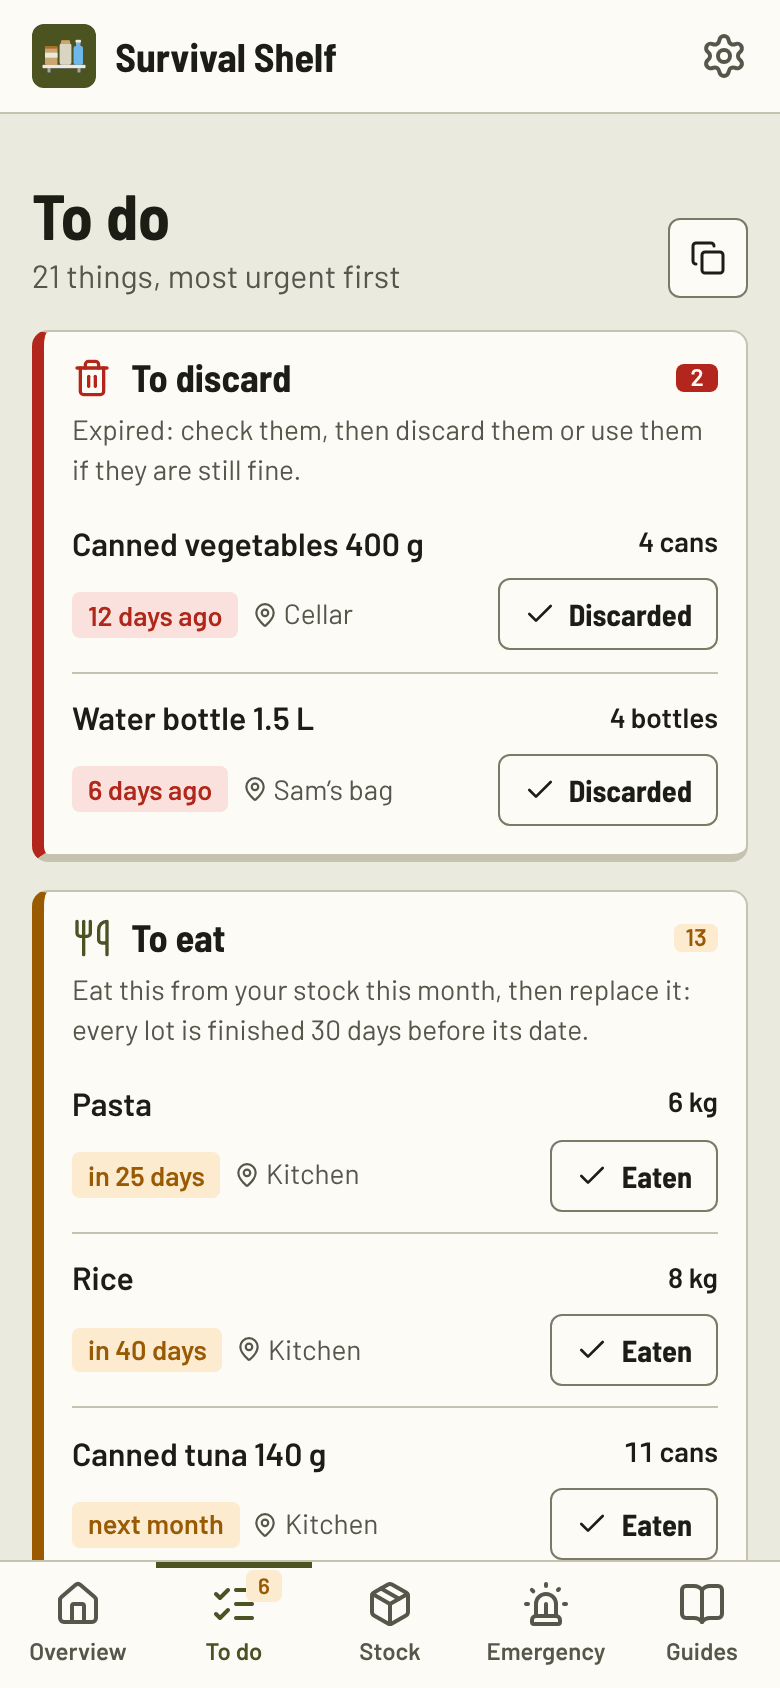 Survival Shelf
To do
21 things, most urgent first
To discard
2
Expired: check them, then discard them or use them
if they are still fine.
Canned vegetables 400 g
4 cans
12 days ago
Cellar
Discarded
Water bottle 1.5 L
4 bottles
6 days ago
Sam’s bag
Discarded
To eat
13
Eat this from your stock this month, then replace it:
every lot is finished 30 days before its date.
Pasta
6 kg
in 25 days
Kitchen
Eaten
Rice
8 kg
in 40 days
Kitchen
Eaten
Canned tuna 140 g
11 cans
next month
Kitchen
Eaten
6
Overview
To do
Stock
Emergency
Guides